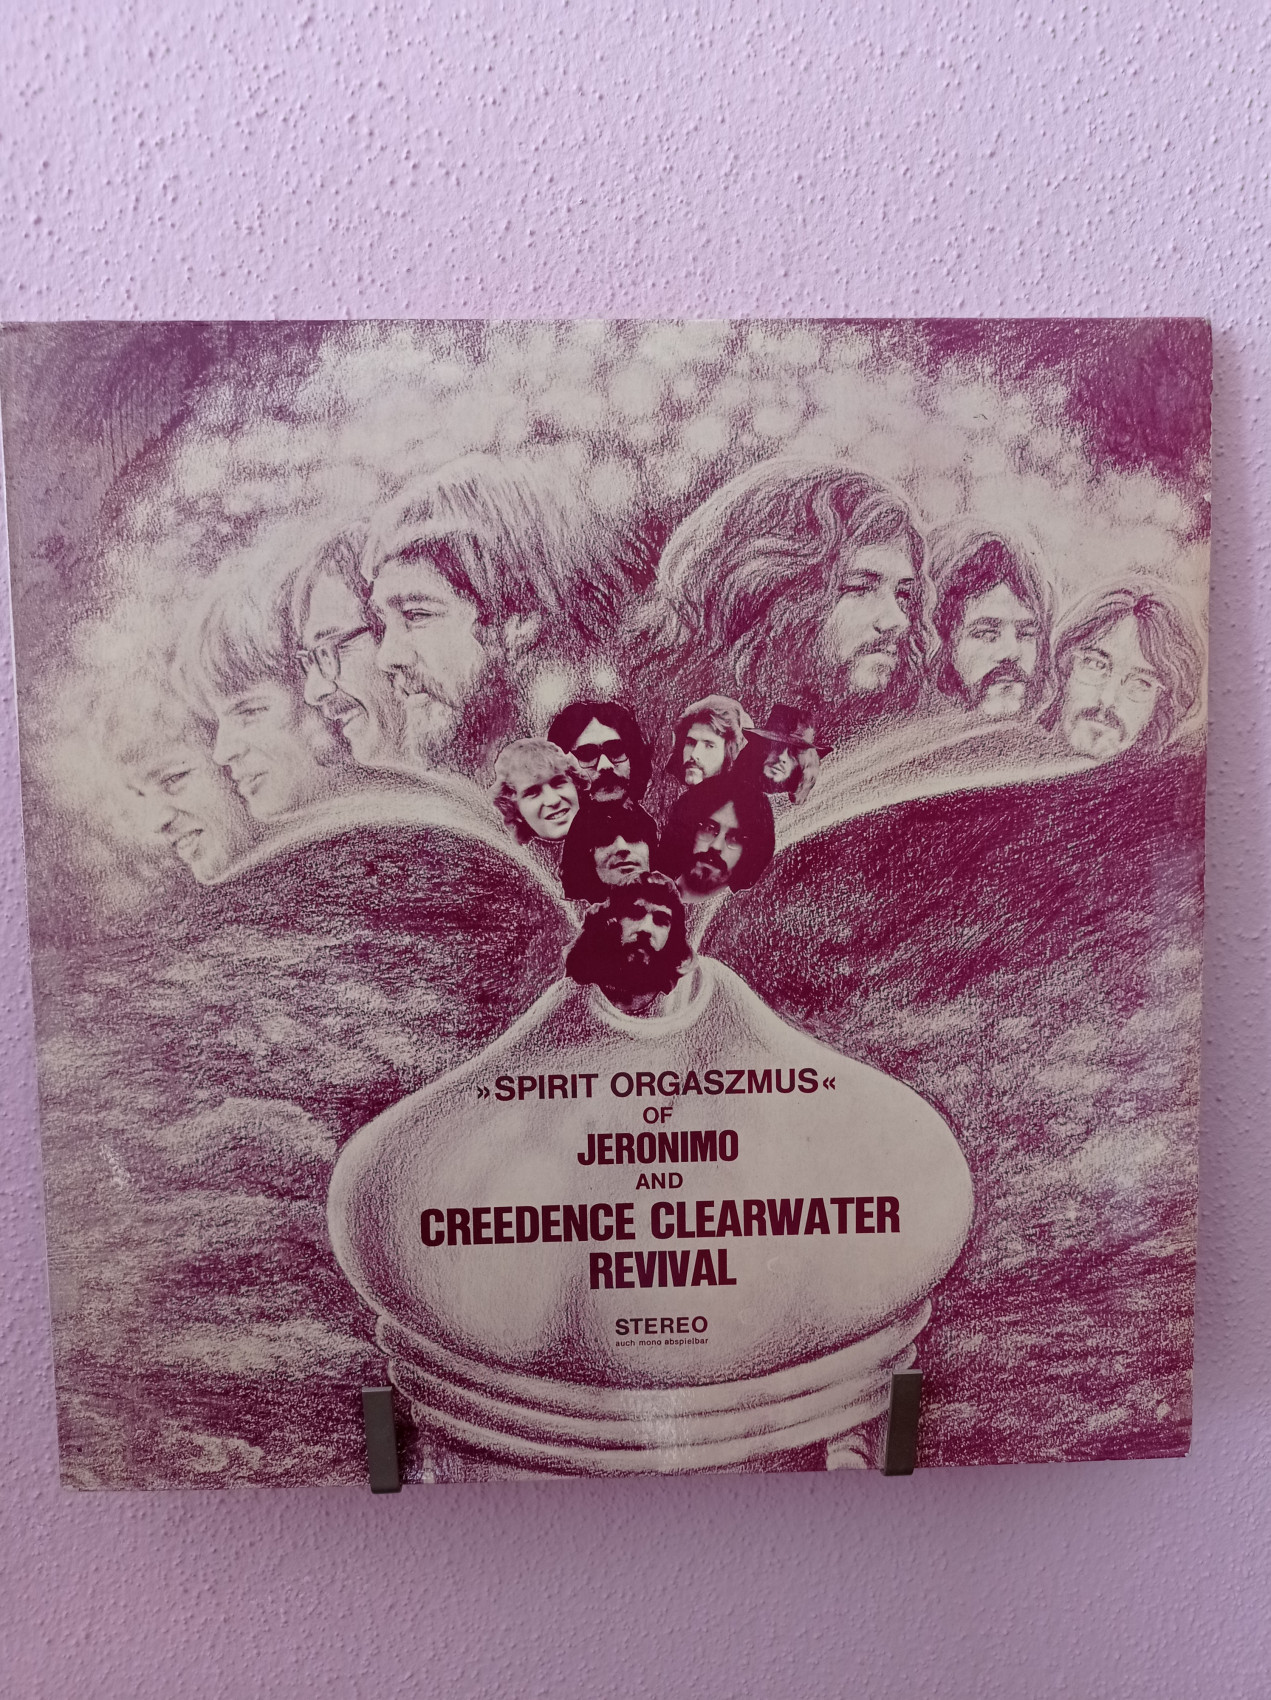 »SPIRIT ORGASZMUS«
OF
JERONIMO
AND
CREEDENCE CLEARWATER
REVIVAL
STEREO
auch mono abspielbar